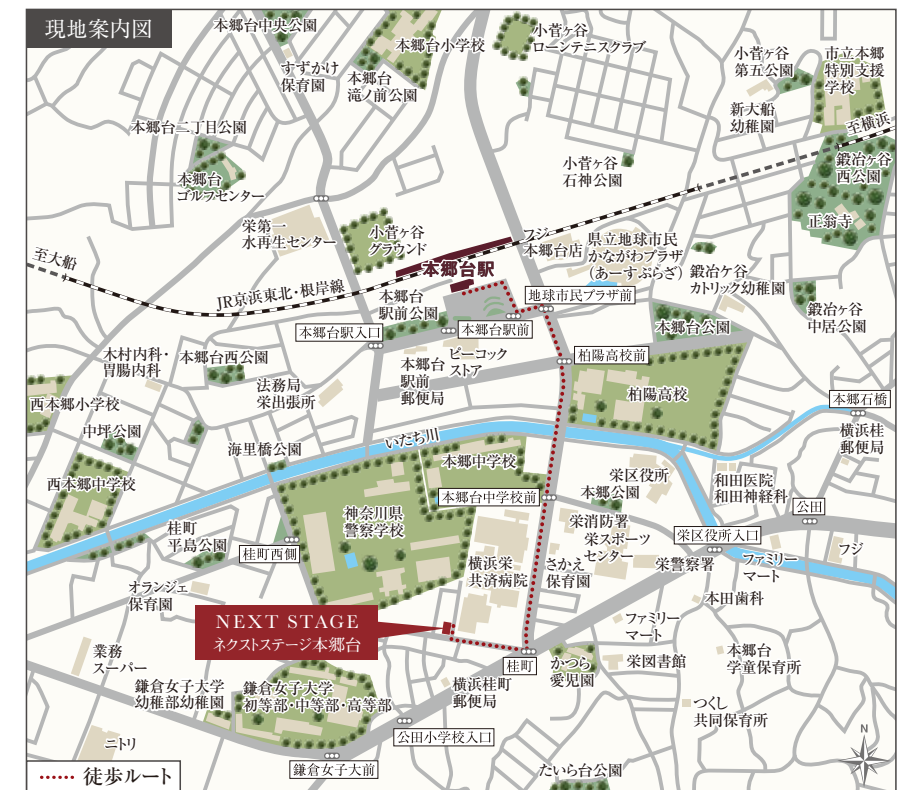 現地案内図
本郷台中央公園
すずかけ
保育園
本郷台小学校
本郷台
滝ノ前公園
小菅ヶ谷
ローンテニスクラブ
小菅ヶ谷
第五公園
市立本郷
特別支援
学校
新大船
幼稚園
至横浜
本郷台二丁目公園
本郷台
ゴルフセンター
小菅ヶ谷
石神公園
鍛冶ヶ谷
西公園
正翁寺
栄第一
水再生センター
小菅ヶ谷
グラウンド
フジ
本郷台店
県立地球市民
かながわプラザ
(あーすぷらざ)
至大船
本郷台駅
JR京浜東北・根岸線
鍛冶ケ谷
カトリック幼稚園
地球市民プラザ前
本郷台
駅前公園
本郷台駅入口
本郷台駅前
本郷台公園
鍛冶ヶ谷
中居公園
木村内科・
胃腸内科
本郷台西公園
本郷台
駅前
郵便局
ピーコック
ストア
柏陽高校前
法務局
栄出張所
柏陽高校
西本郷小学校
本郷石橋
中坪公園
海里橋公園
いたち川
横浜桂
郵便局
本郷中学校
西本郷中学校
栄区役所
和田医院
和田神経科
本郷台中学校前
本郷公園
神奈川県
警察学校
公田
栄消防署
栄スポーツ
センター
栄区役所入口
桂町
平島公園
桂町西側
横浜栄
共済病院
さかえ
保育園
栄警察署
ファミリー
マート
フジ
オランジェ
保育園
本田歯科
NEXT STAGE
ネクストステージ本郷台
ファミリー
マート
業務
スーパー
桂町
かつら
愛児園
栄図書館
本郷台
学童保育所
鎌倉女子大学
幼稚部幼稚園
鎌倉女子大学
初等部・中等部・高等部
横浜桂町
郵便局
つくし
共同保育所
公田小学校入口
ニトリ
鎌倉女子大前
たいら台公園
N
徒歩ルート